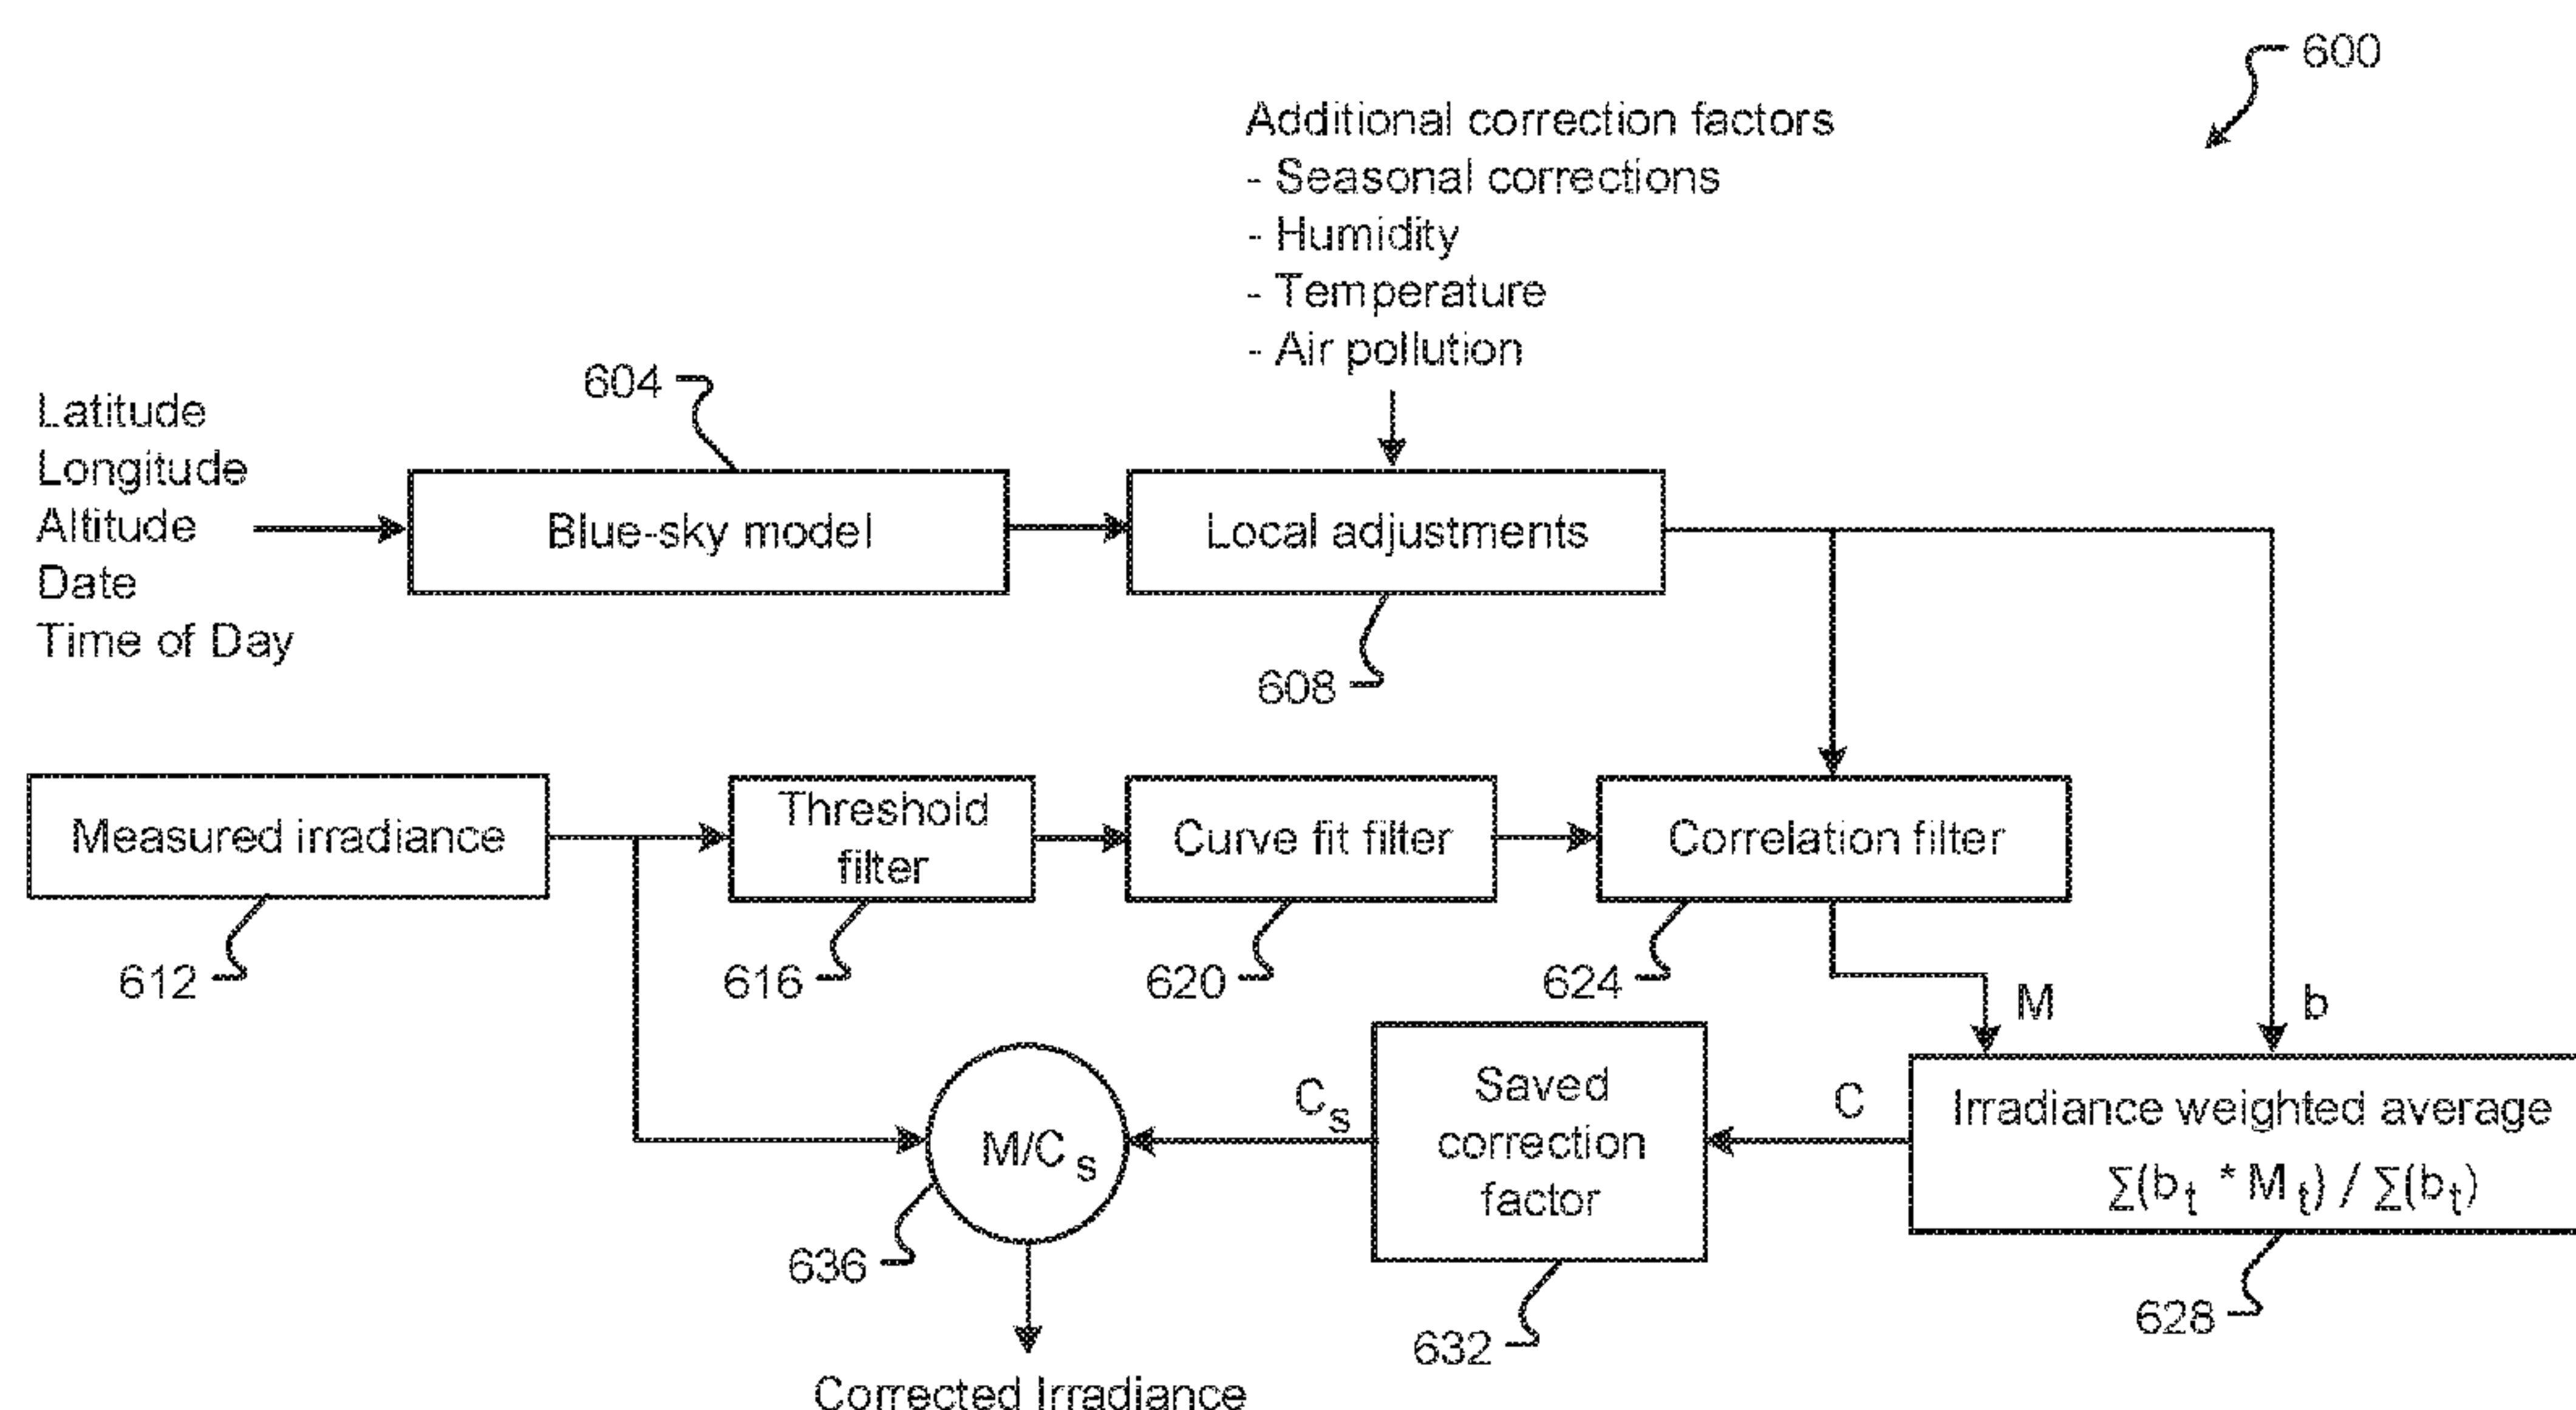 600
Additional correction factors
- Seasonal corrections
- Humidity
- Temperature
- Air pollution
604
Latitude
Longitude
Altitude
Date
Time of Day
Blue-sky model
Local adjustments
608
Measured irradiance
Threshold
filter
Curve fit filter
Correlation filter
612
616
620
624
M
b
M/Cs
Cs
Saved
correction
factor
C
Irradiance weighted average
∑(bt * Mt) / ∑(bt)
636
632
628
Corrected Irradiance